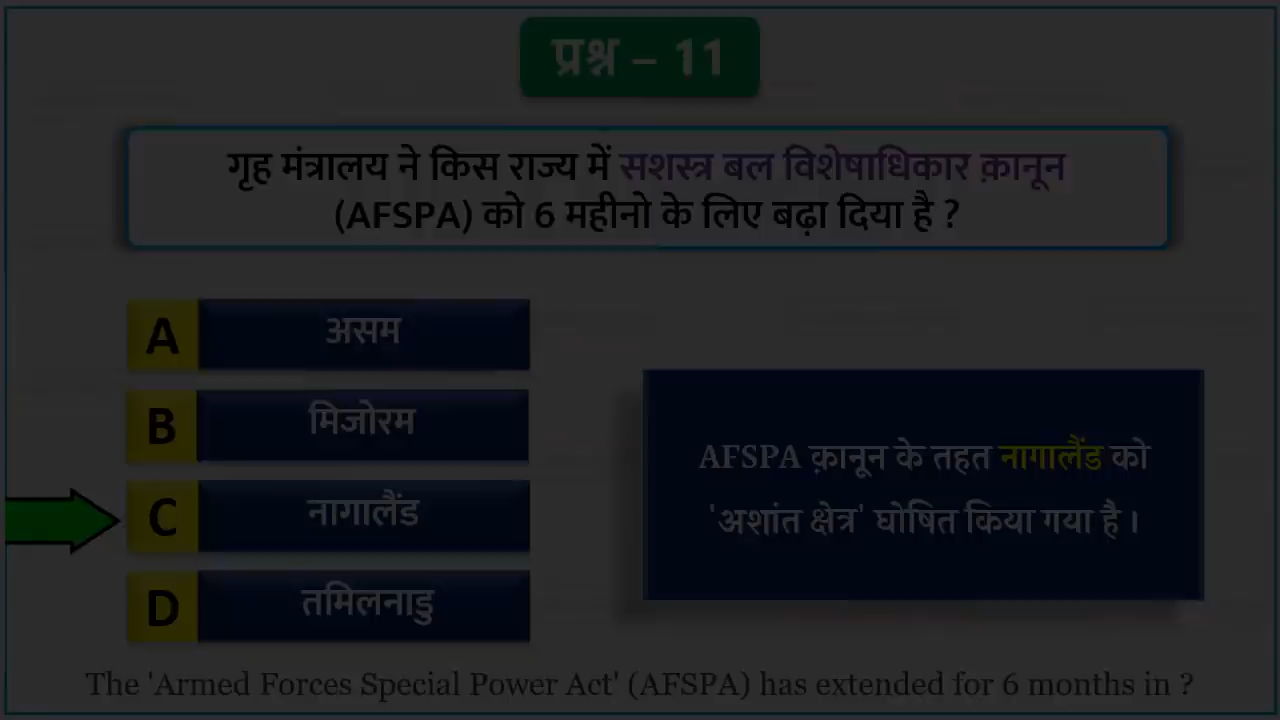 प्रश्न – 11
गृह मंत्रालय ने किस राज्य में सशस्त्र बल विशेषाधिकार क़ानून
(AFSPA) को 6 महीनो के लिए बढ़ा दिया है ?
A असम
B मिजोरम
C नागालैंड
D तमिलनाडु
AFSPA क़ानून के तहत नागालैंड को
'अशांत क्षेत्र' घोषित किया गया है ।
The 'Armed Forces Special Power Act' (AFSPA) has extended for 6 months in ?